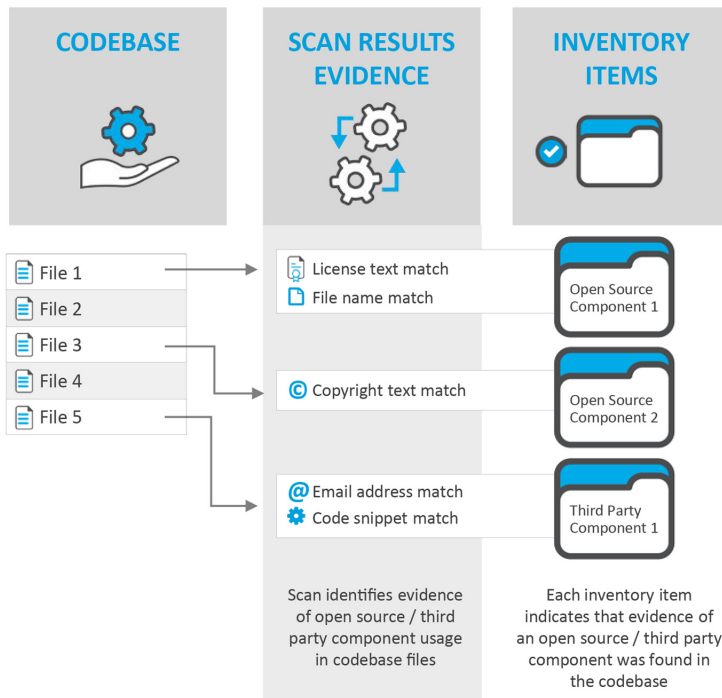 CODEBASE
SCAN RESULTS
EVIDENCE
INVENTORY
ITEMS
File 1
File 2
File 3
File 4
File 5
License text match
File name match
© Copyright text match
@ Email address match
Code snippet match
Open Source
Component 1
Open Source
Component 2
Third Party
Component 1
Scan identifies evidence
of open source / third
party component usage
in codebase files
Each inventory item
indicates that evidence of
an open source / third party
component was found in
the codebase